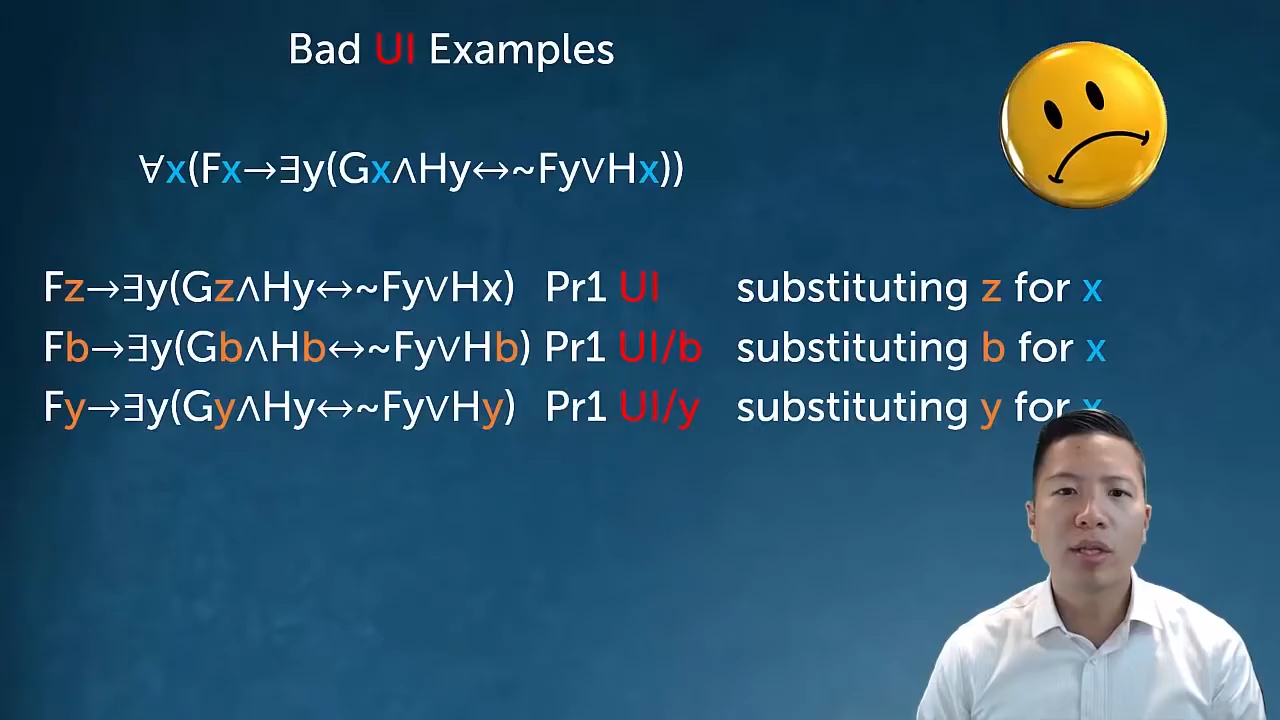 Bad UI Examples
∀x(Fx→∃y(Gx∧Hy↔~Fy∨Hx))
Fz→∃y(Gz∧Hy↔~Fy∨Hx) Pr1 UI substituting z for x
Fb→∃y(Gb∧Hb↔~Fy∨Hb) Pr1 UI/b substituting b for x
Fy→∃y(Gy∧Hy↔~Fy∨Hy) Pr1 UI/y substituting y for x